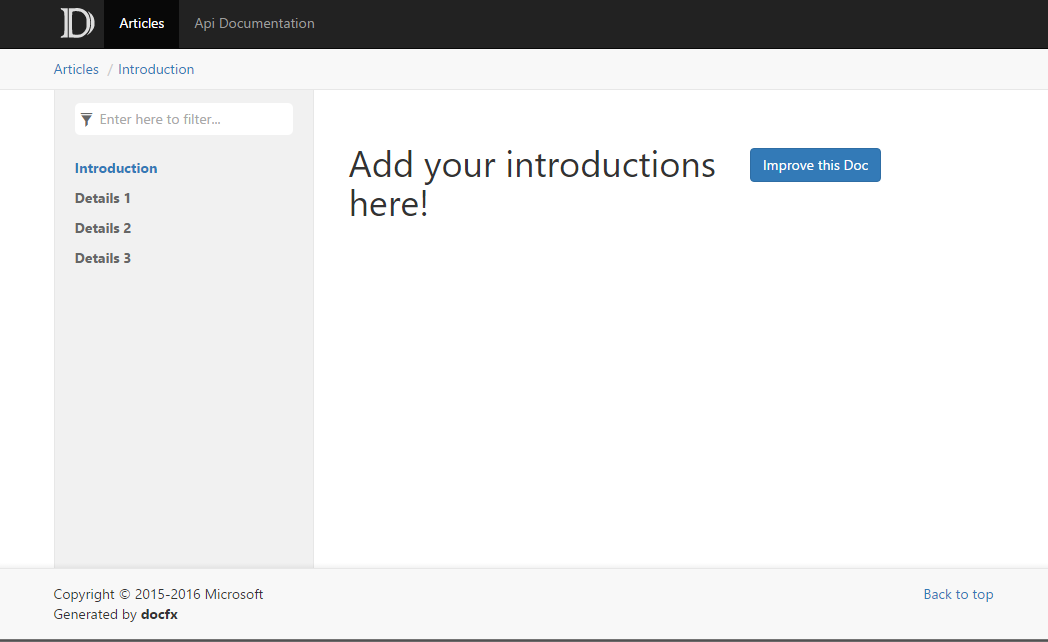 D
Articles
Api Documentation
Articles / Introduction
Enter here to filter...
Introduction
Details 1
Details 2
Details 3
Add your introductions
here!
Improve this Doc
Copyright © 2015-2016 Microsoft
Generated by docfx
Back to top